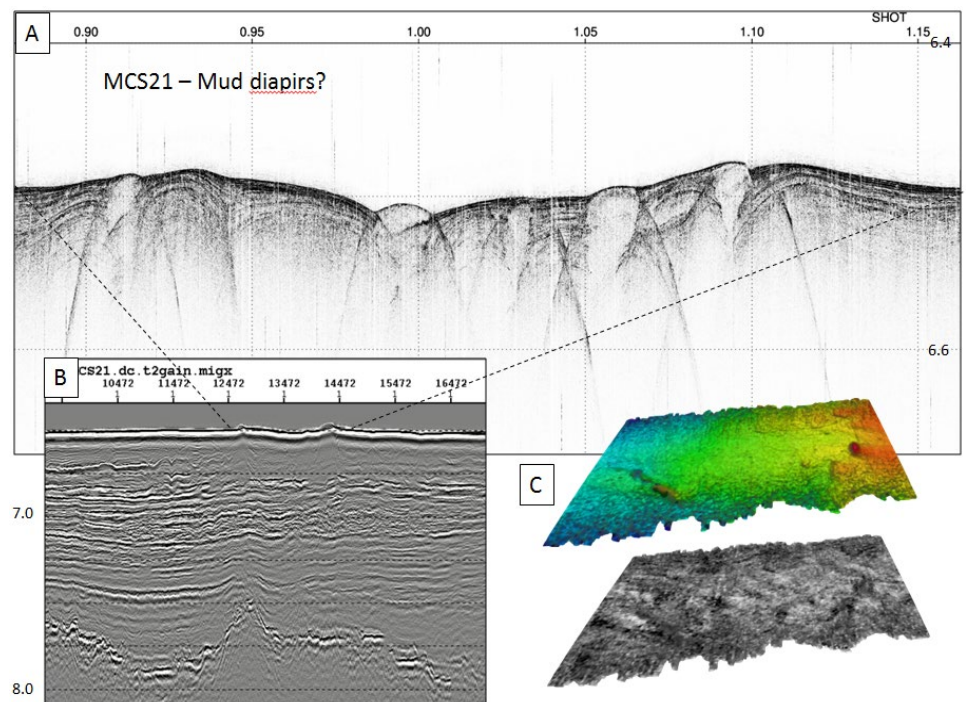 A
SHOT
0.90 0.95 1.00 1.05 1.10 1.15
6.4
MCS21 – Mud diapirs?
6.6
B
CS21.dc.t2gain.migx
10472 11472 12472 13472 14472 15472 16472
7.0
8.0
C